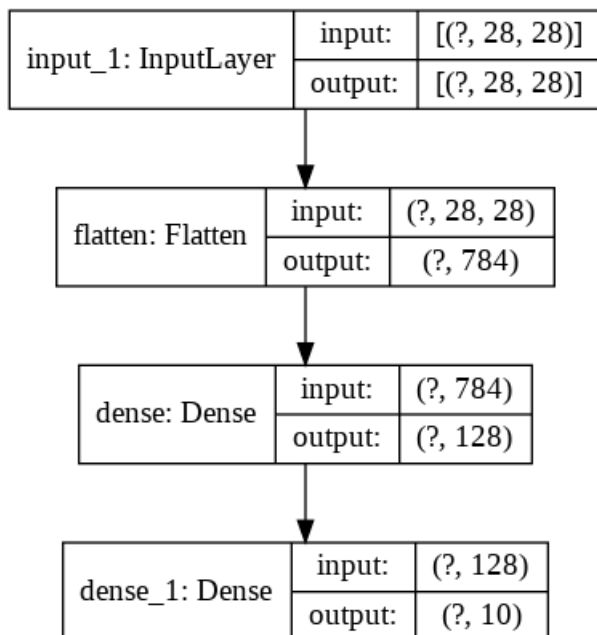 input_1: InputLayer
input: [(?, 28, 28)]
output: [(?, 28, 28)]
flatten: Flatten
input: (?, 28, 28)
output: (?, 784)
dense: Dense
input: (?, 784)
output: (?, 128)
dense_1: Dense
input: (?, 128)
output: (?, 10)